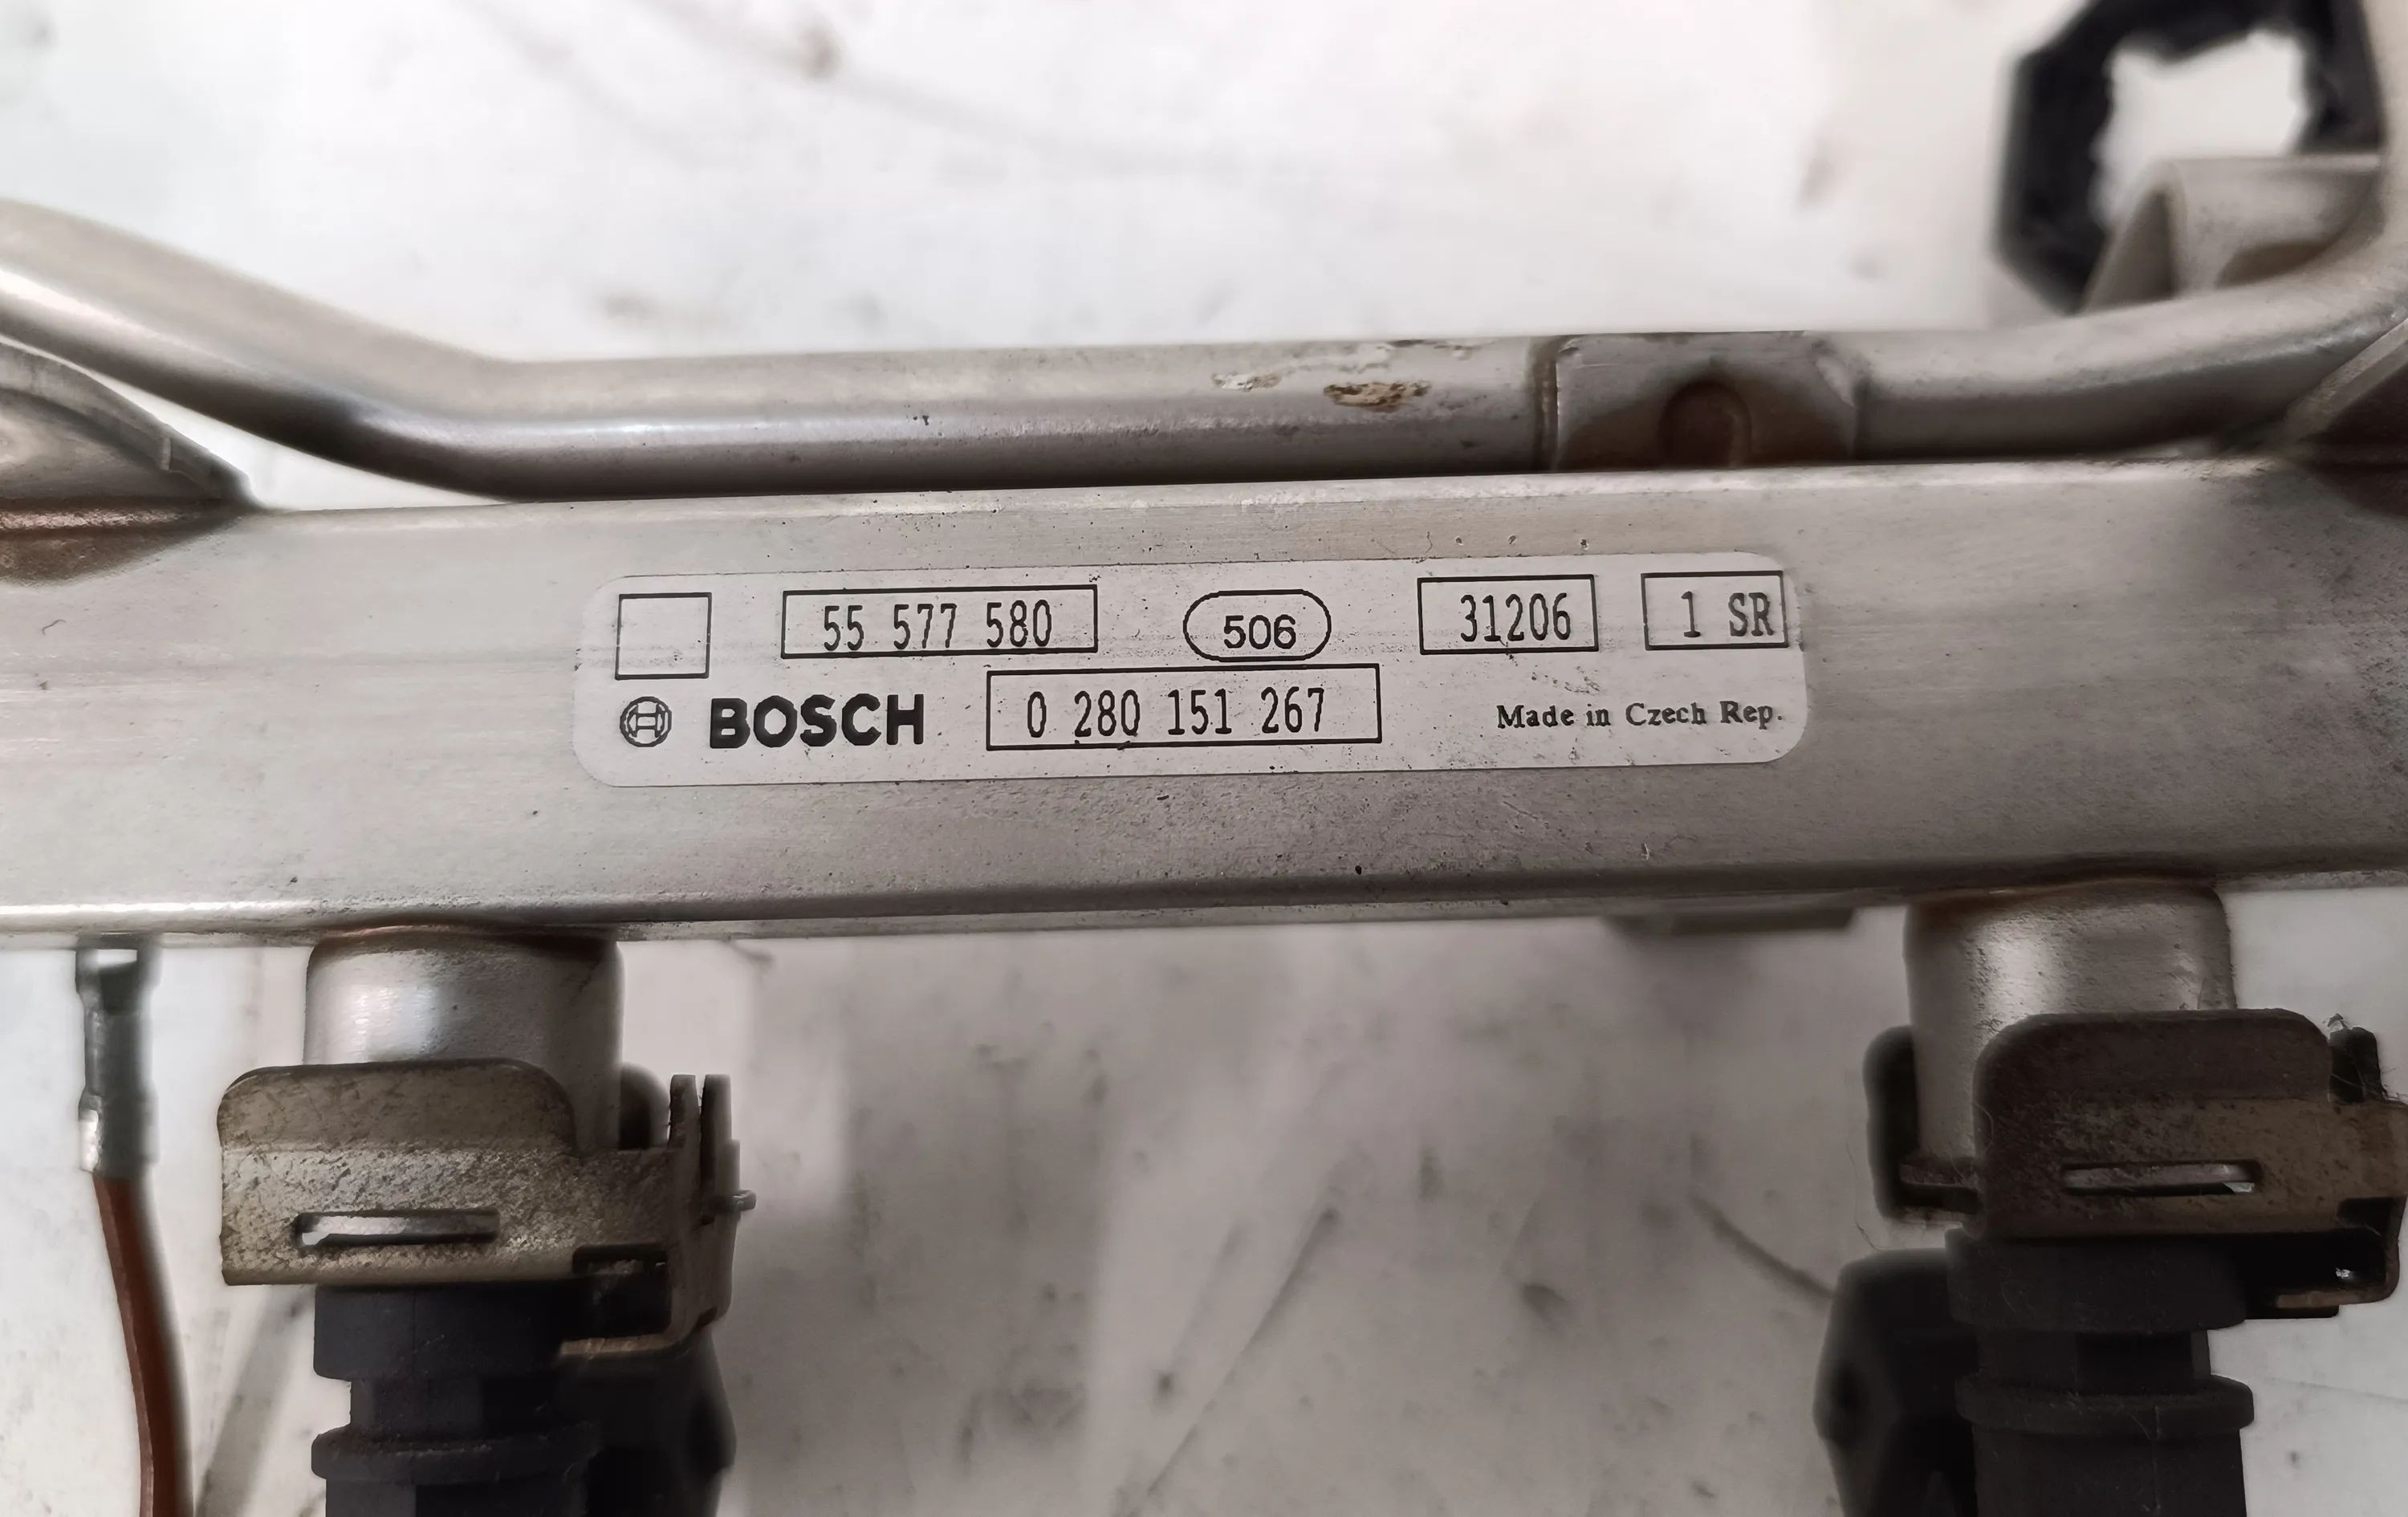 55 577 580 506 31206 1 SR
BOSCH 0 280 151 267 Made in Czech Rep.